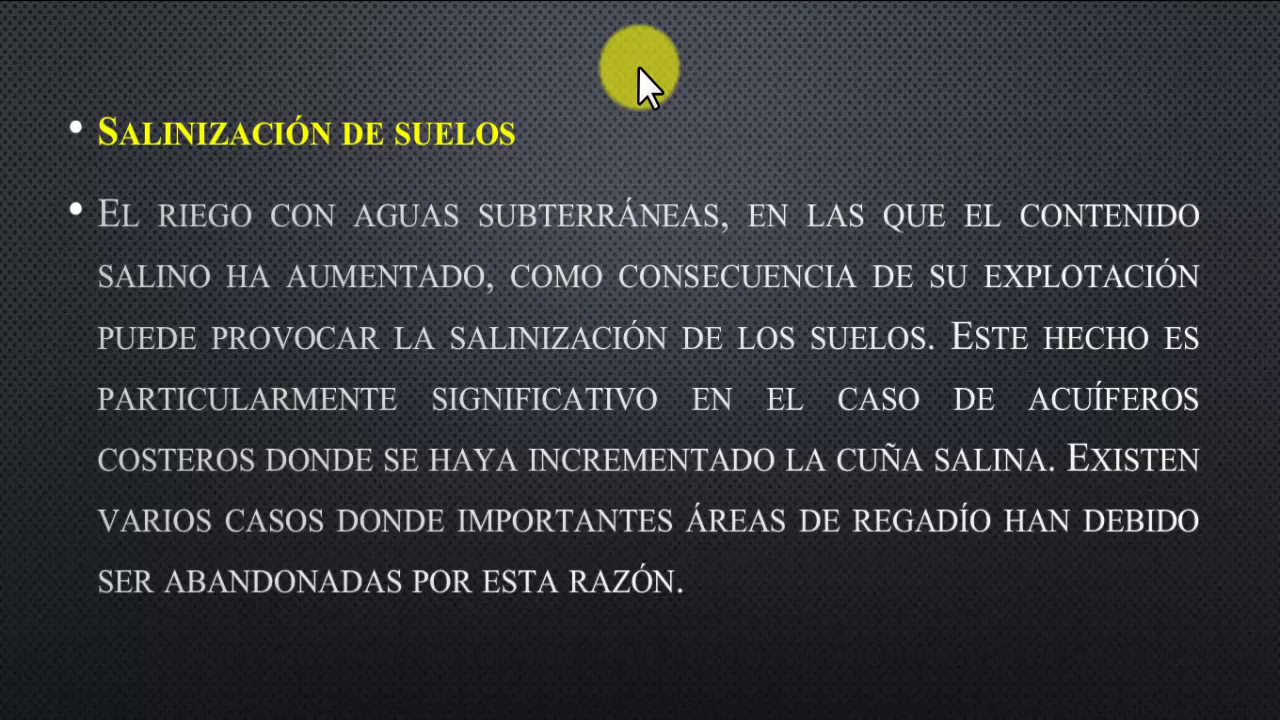 • Salinización de suelos
• El riego con aguas subterráneas, en las que el contenido
salino ha aumentado, como consecuencia de su explotación
puede provocar la salinización de los suelos. Este hecho es
particularmente significativo en el caso de acuíferos
costeros donde se haya incrementado la cuña salina. Existen
varios casos donde importantes áreas de regadío han debido
ser abandonadas por esta razón.